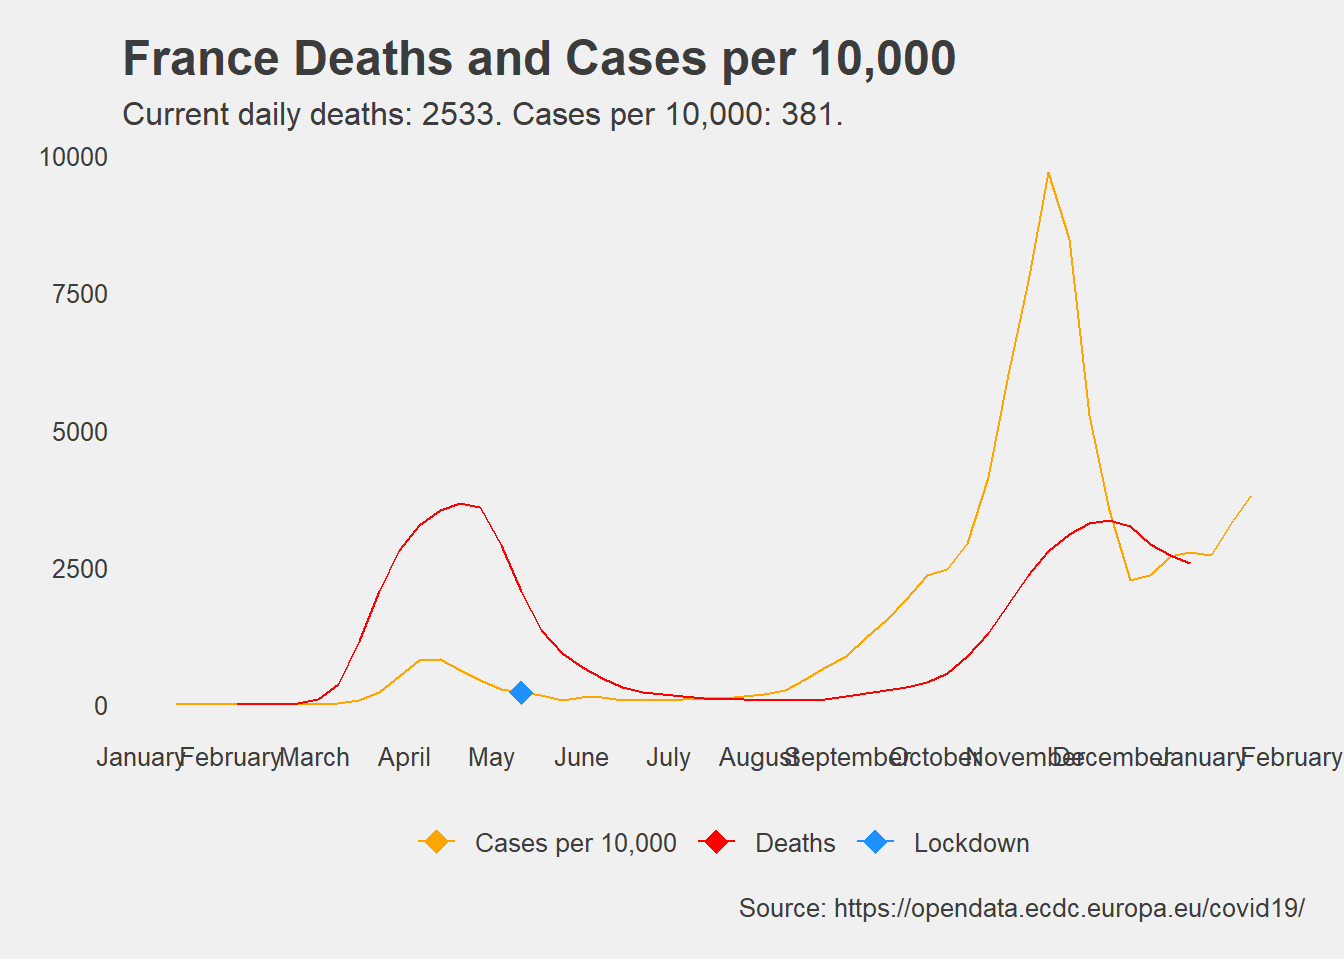 France Deaths and Cases per 10,000
Current daily deaths: 2533. Cases per 10,000: 381.
10000
7500
5000
2500
0
January February March April May June July August September October November December January February
Cases per 10,000 Deaths Lockdown
Source: https://opendata.ecdc.europa.eu/covid19/